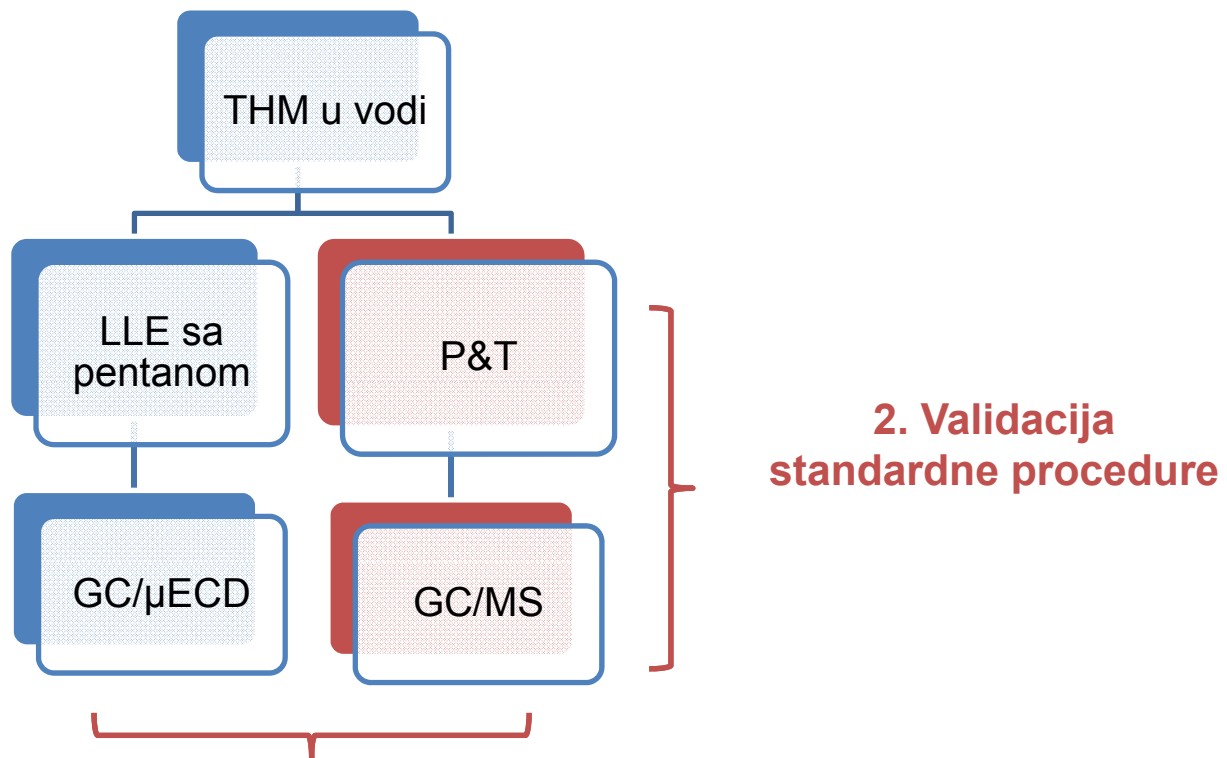 THM u vodi
LLE sa
pentanom
P&T
GC/µECD
GC/MS
2. Validacija
standardne procedure